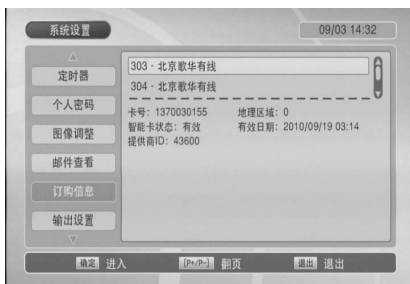 系统设置
09/03 14:32
定时器
个人密码
图像调整
邮件查看
订购信息
输出设置
303 - 北京歌华有线
304 - 北京歌华有线
卡号: 1370030155 地理区域: 0
智能卡状态: 有效 有效日期: 2010/09/19 03:14
提供商ID: 43600
确定 进入 [P+/P-] 翻页 退出 退出